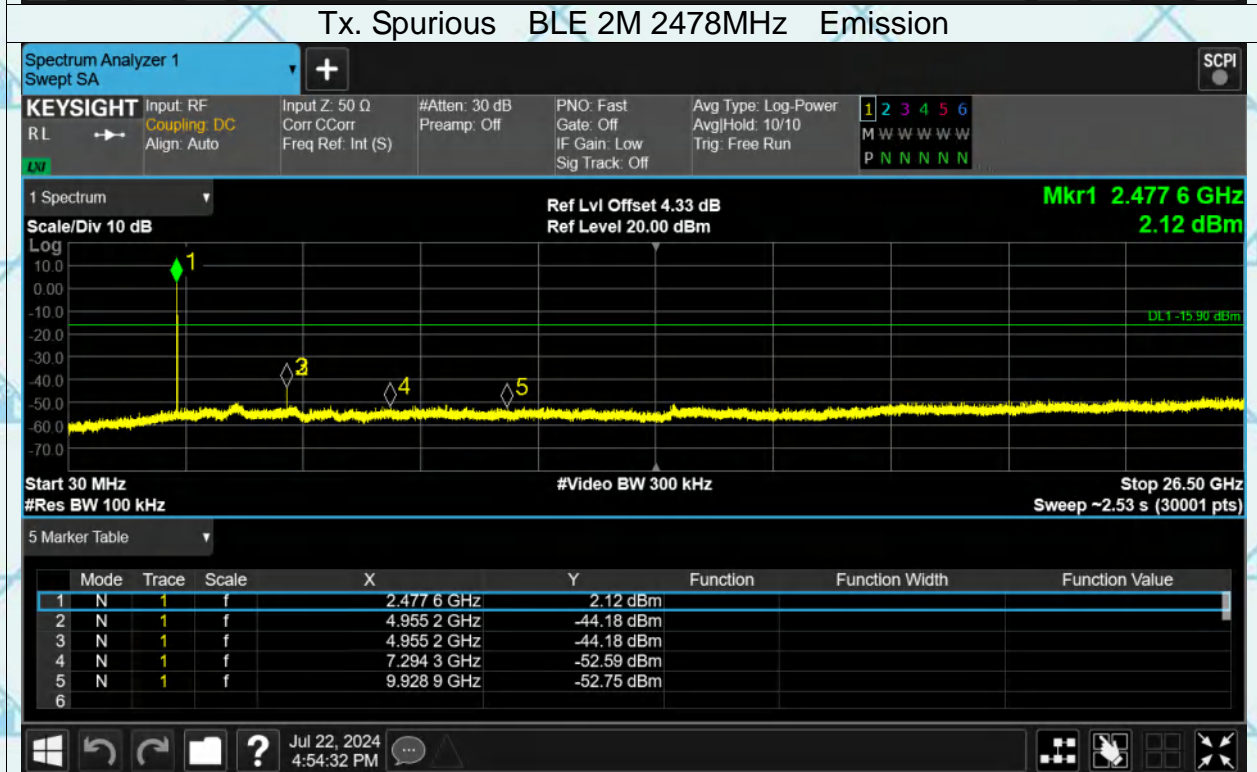 Tx. Spurious BLE 2M 2478MHz Emission
Spectrum Analyzer 1
Swept SA
+
SCPI
KEYSIGHT
RL
LXI
Input: RF
Coupling: DC
Align: Auto
Input Z: 50 Ω
Corr CCorr
Freq Ref: Int (S)
#Atten: 30 dB
Preamp: Off
PNO: Fast
Gate: Off
IF Gain: Low
Sig Track: Off
Avg Type: Log-Power
Avg|Hold: 10/10
Trig: Free Run
1 2 3 4 5 6
M W W W W W
P N N N N N
1 Spectrum
Scale/Div 10 dB
Ref Lvl Offset 4.33 dB
Ref Level 20.00 dBm
Mkr1 2.477 6 GHz
2.12 dBm
Log
10.0
0.00
-10.0
-20.0
-30.0
-40.0
-50.0
-60.0
-70.0
1
DL1 -15.90 dBm
3
4
5
Start 30 MHz
#Video BW 300 kHz
Stop 26.50 GHz
#Res BW 100 kHz
Sweep ~2.53 s (30001 pts)
5 Marker Table
Mode Trace Scale X Y Function Function Width Function Value
1 N 1 f 2.477 6 GHz 2.12 dBm
2 N 1 f 4.955 2 GHz -44.18 dBm
3 N 1 f 4.955 2 GHz -44.18 dBm
4 N 1 f 7.294 3 GHz -52.59 dBm
5 N 1 f 9.928 9 GHz -52.75 dBm
6
?
Jul 22, 2024
4:54:32 PM